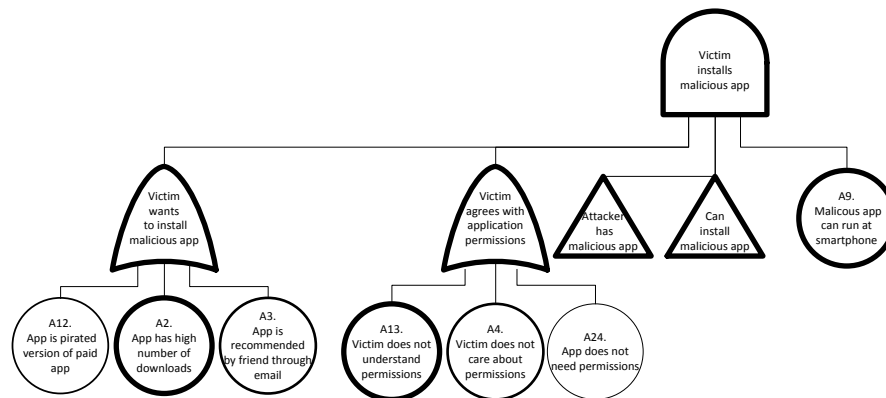 Victim
installs
malicious app
Victim
wants
to install
malicious app
Victim
agrees with
application
permissions
Attacker
has
malicious app
Can
install
malicious app
A9.
Malicous app
can run at
smartphone
A12.
App is pirated
version of paid
app
A2.
App has high
number of
downloads
A3.
App is
recommended
by friend through
email
A13.
Victim does not
understand
permissions
A4.
Victim does not
care about
permissions
A24.
App does not
need permissions